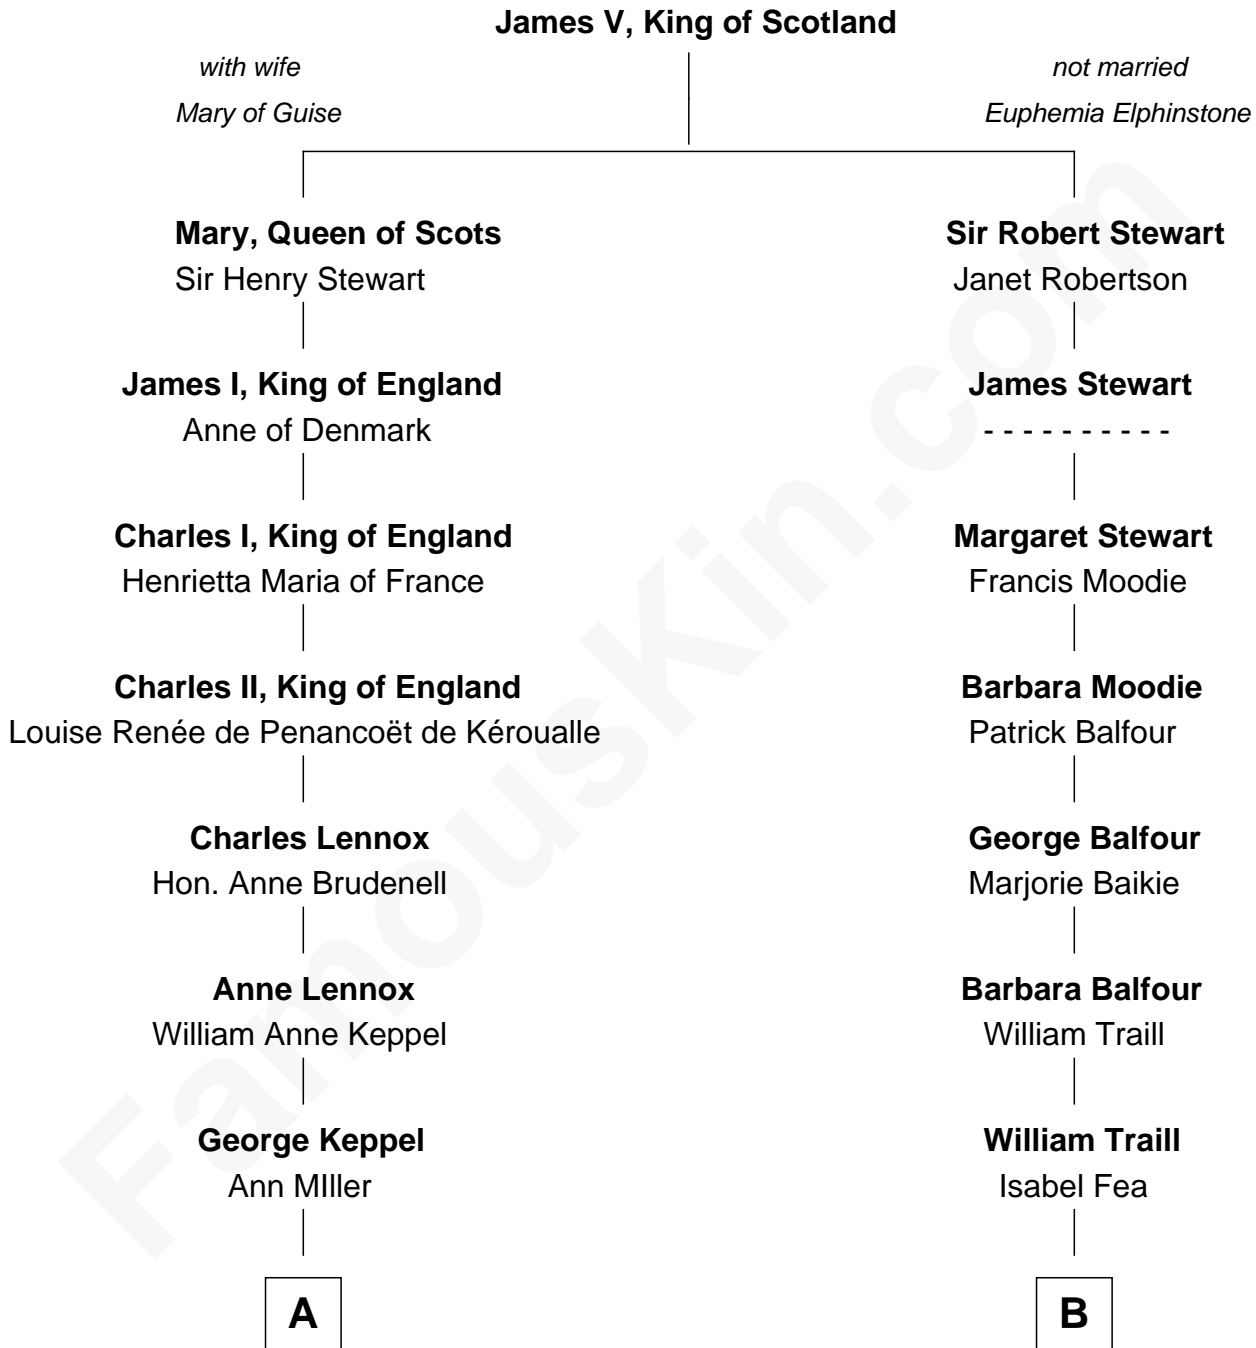 James V, King of Scotland
with wife
Mary of Guise
not married
Euphemia Elphinstone
Mary, Queen of Scots
Sir Henry Stewart
Sir Robert Stewart
Janet Robertson
James I, King of England
Anne of Denmark
James Stewart
- - - - - - - - - -
Charles I, King of England
Henrietta Maria of France
Margaret Stewart
Francis Moodie
Charles II, King of England
Louise Renée de Penancoët de Kéroualle
Barbara Moodie
Patrick Balfour
Charles Lennox
Hon. Anne Brudenell
George Balfour
Marjorie Baikie
Anne Lennox
William Anne Keppel
Barbara Balfour
William Traill
George Keppel
Ann MIller
William Traill
Isabel Fea
A
B
FamousKin.com